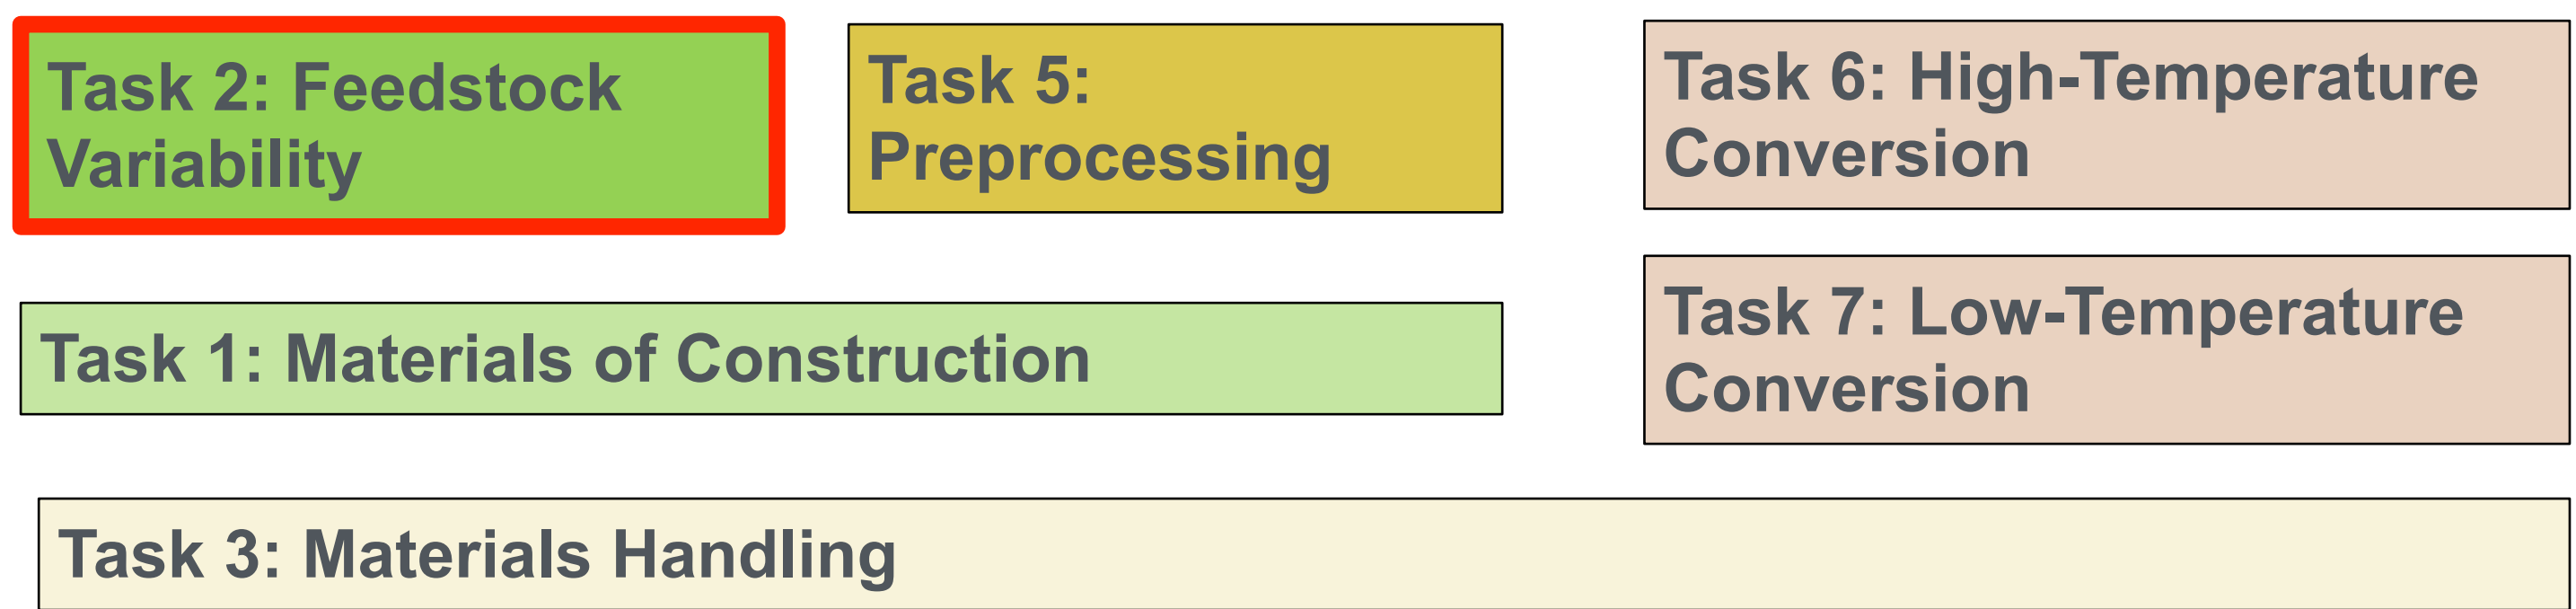 Task 2: Feedstock
Variability
Task 5:
Preprocessing
Task 6: High-Temperature
Conversion
Task 1: Materials of Construction
Task 7: Low-Temperature
Conversion
Task 3: Materials Handling